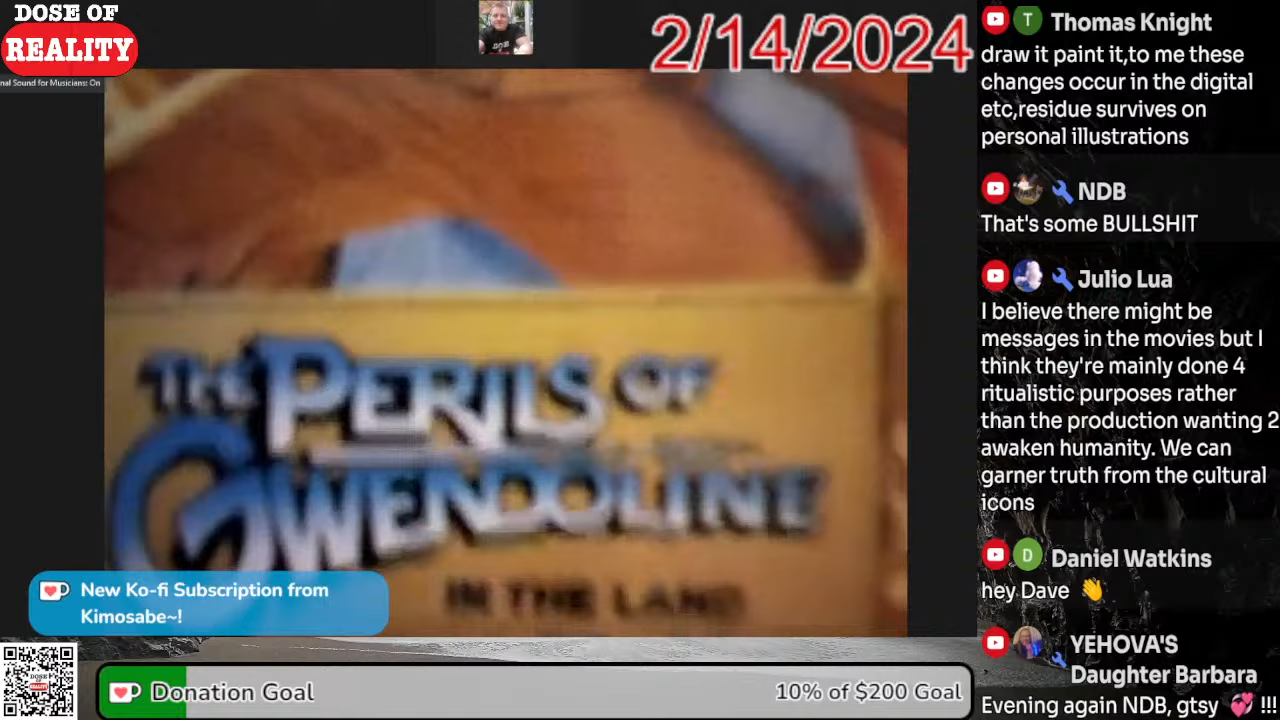 DOSE OF
REALITY
nal Sound for Musicians: On
2/14/2024
THE PERILS OF
GWENDOLINE
IN THE LAND
New Ko-fi Subscription from
Kimosabe~!
Donation Goal
10% of $200 Goal
T Thomas Knight
draw it paint it,to me these
changes occur in the digital
etc,residue survives on
personal illustrations
NDB
That's some BULLSHIT
Julio Lua
I believe there might be
messages in the movies but I
think they're mainly done 4
ritualistic purposes rather
than the production wanting 2
awaken humanity. We can
garner truth from the cultural
icons
D Daniel Watkins
hey Dave 👋
YEHOVA'S
Daughter Barbara
Evening again NDB, gtsy 💞 !!!